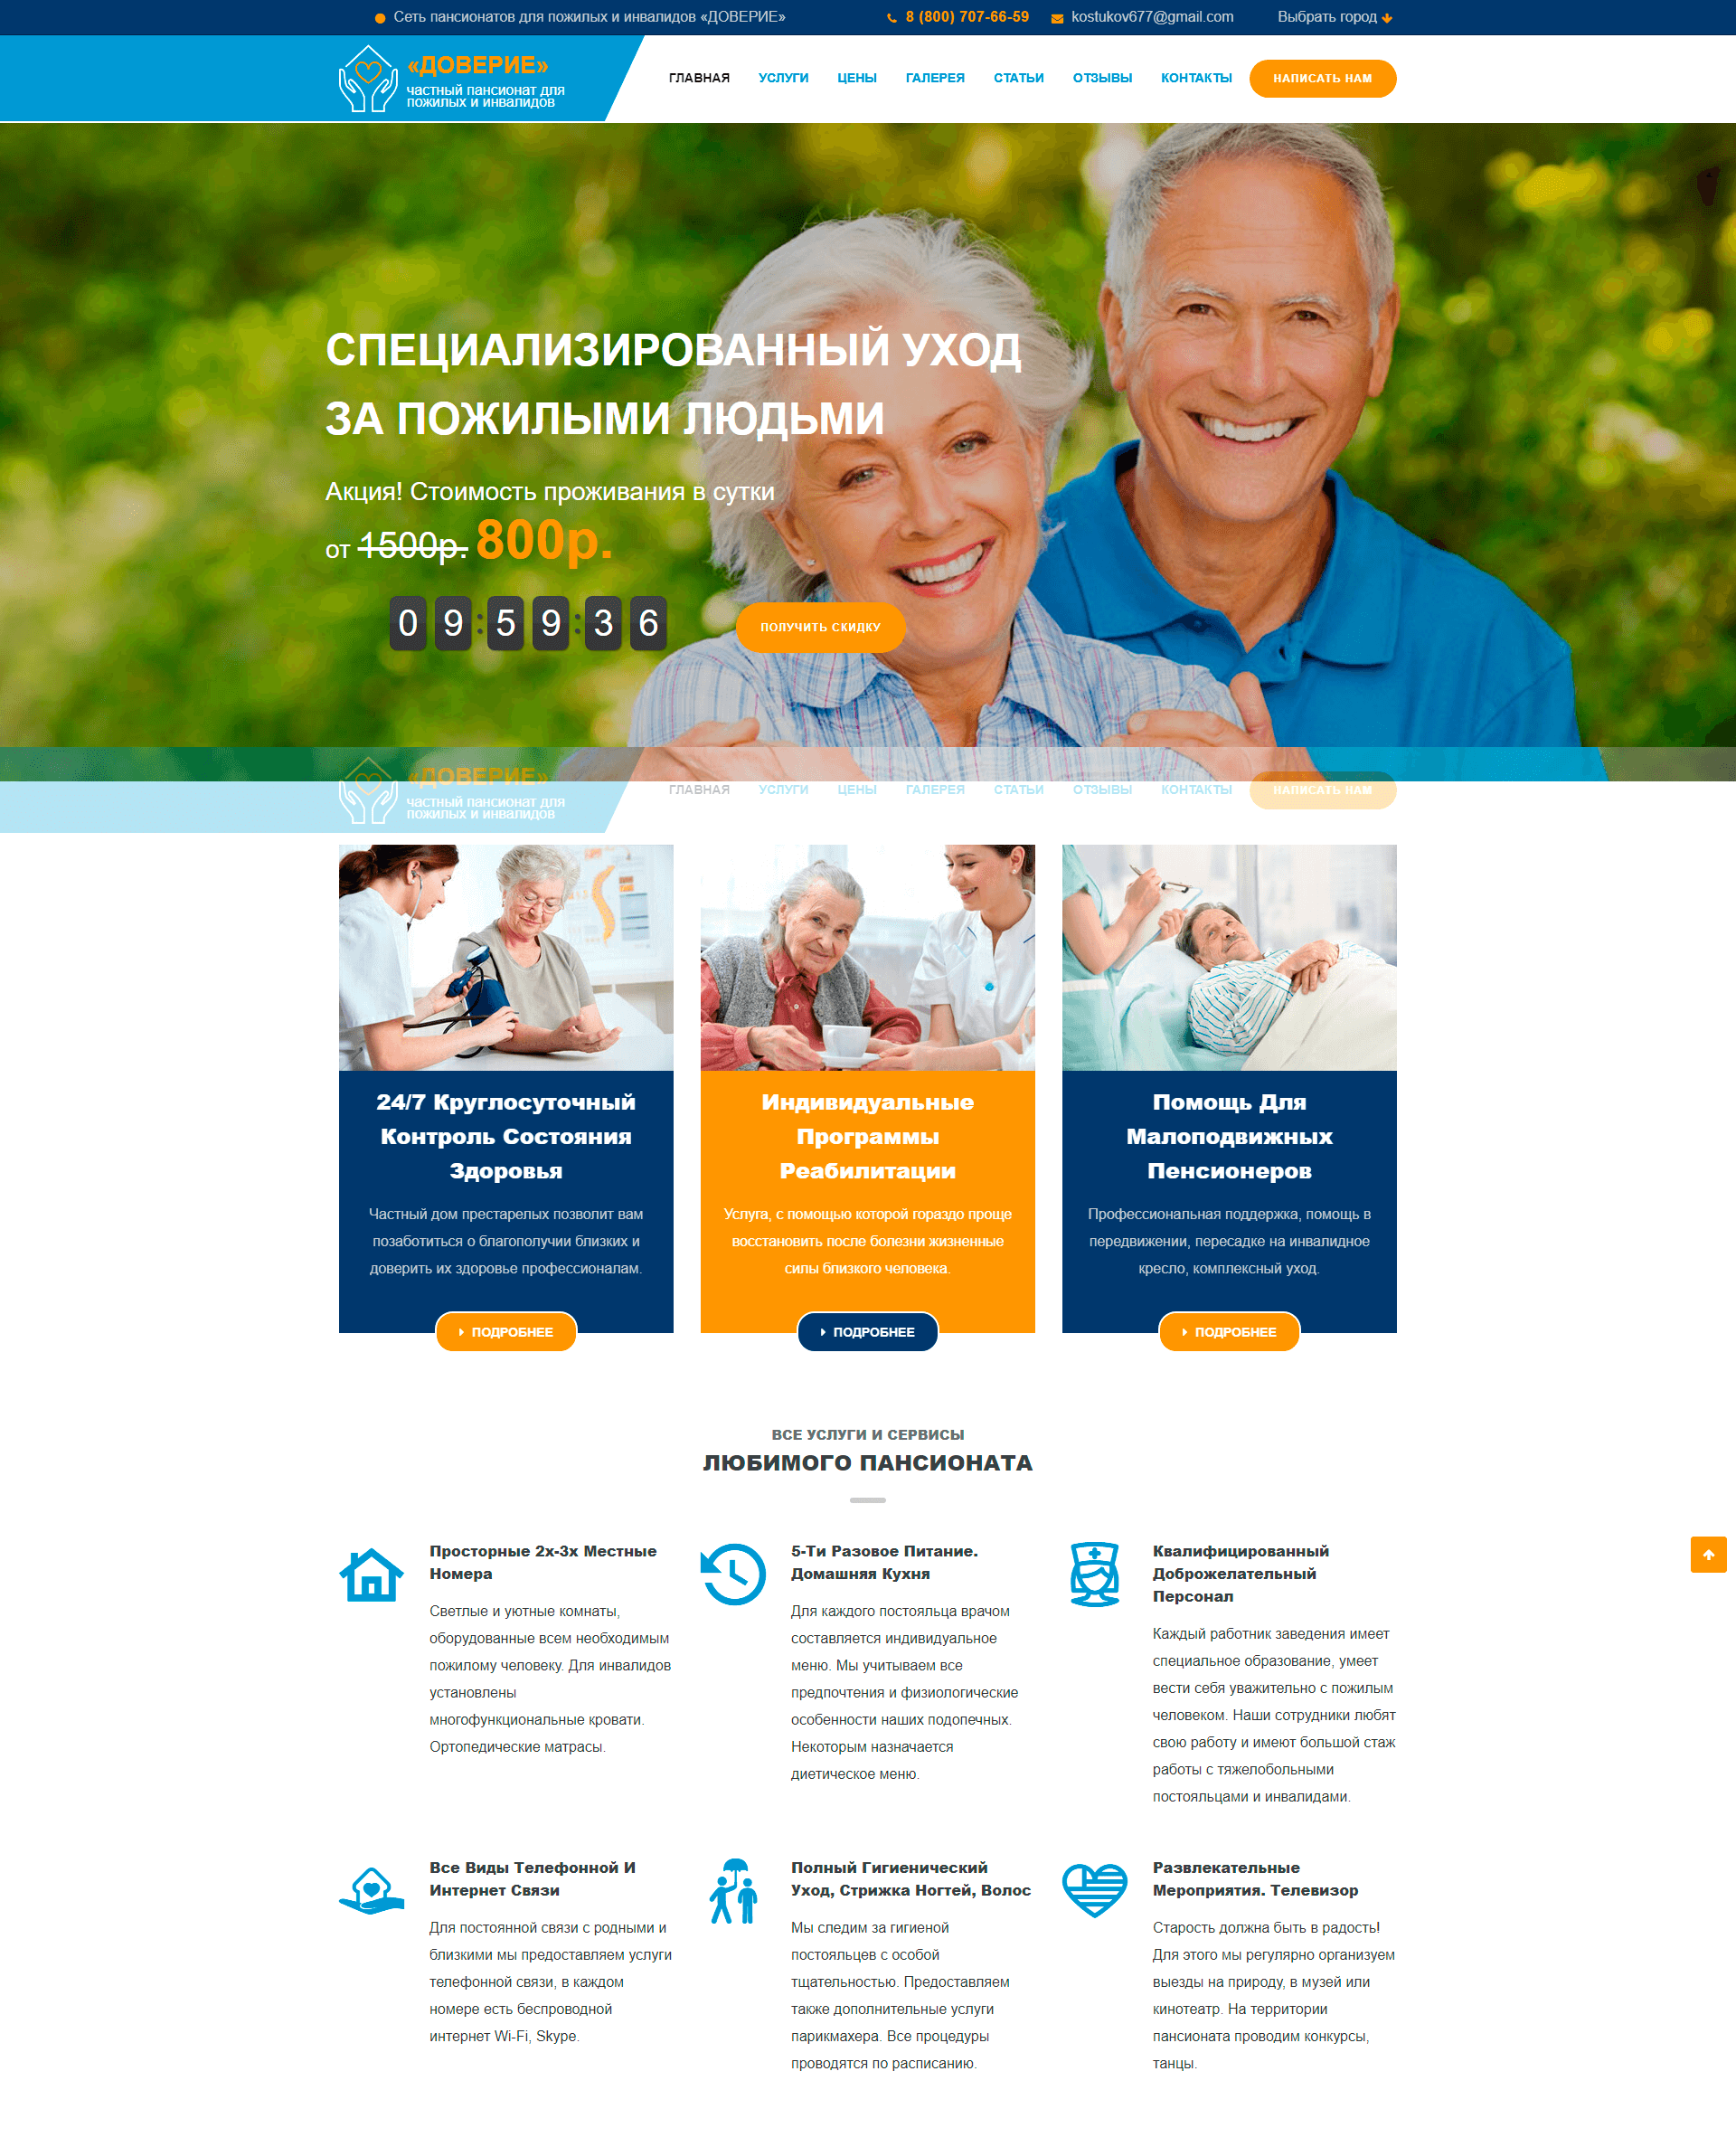 Сеть пансионатов для пожилых и инвалидов «ДОВЕРИЕ»
8 (800) 707-66-59
kostukov677@gmail.com
Выбрать город
«ДОВЕРИЕ»
частный пансионат для
пожилых и инвалидов
ГЛАВНАЯ УСЛУГИ ЦЕНЫ ГАЛЕРЕЯ СТАТЬИ ОТЗЫВЫ КОНТАКТЫ
НАПИСАТЬ НАМ
СПЕЦИАЛИЗИРОВАННЫЙ УХОД
ЗА ПОЖИЛЫМИ ЛЮДЬМИ
Акция! Стоимость проживания в сутки
от 1500р. 800р.
09:59:36
ПОЛУЧИТЬ СКИДКУ
«ДОВЕРИЕ»
частный пансионат для
пожилых и инвалидов
ГЛАВНАЯ УСЛУГИ ЦЕНЫ ГАЛЕРЕЯ СТАТЬИ ОТЗЫВЫ КОНТАКТЫ
НАПИСАТЬ НАМ
24/7 Круглосуточный
Контроль Состояния
Здоровья
Частный дом престарелых позволит вам
позаботиться о благополучии близких и
доверить их здоровье профессионалам.
ПОДРОБНЕЕ
Индивидуальные
Программы
Реабилитации
Услуга, с помощью которой гораздо проще
восстановить после болезни жизненные
силы близкого человека.
ПОДРОБНЕЕ
Помощь Для
Малоподвижных
Пенсионеров
Профессиональная поддержка, помощь в
передвижении, пересадке на инвалидное
кресло, комплексный уход.
ПОДРОБНЕЕ
ВСЕ УСЛУГИ И СЕРВИСЫ
ЛЮБИМОГО ПАНСИОНАТА
Просторные 2х-3х Местные
Номера
Светлые и уютные комнаты,
оборудованные всем необходимым
пожилому человеку. Для инвалидов
установлены
многофункциональные кровати.
Ортопедические матрасы.
5-Ти Разовое Питание.
Домашняя Кухня
Для каждого постояльца врачом
составляется индивидуальное
меню. Мы учитываем все
предпочтения и физиологические
особенности наших подопечных.
Некоторым назначается
диетическое меню.
Квалифицированный
Доброжелательный
Персонал
Каждый работник заведения имеет
специальное образование, умеет
вести себя уважительно с пожилым
человеком. Наши сотрудники любят
свою работу и имеют большой стаж
работы с тяжелобольными
постояльцами и инвалидами.
Все Виды Телефонной И
Интернет Связи
Для постоянной связи с родными и
близкими мы предоставляем услуги
телефонной связи, в каждом
номере есть беспроводной
интернет Wi-Fi, Skype.
Полный Гигиенический
Уход, Стрижка Ногтей, Волос
Мы следим за гигиеной
постояльцев с особой
тщательностью. Предоставляем
также дополнительные услуги
парикмахера. Все процедуры
проводятся по расписанию.
Развлекательные
Мероприятия. Телевизор
Старость должна быть в радость!
Для этого мы регулярно организуем
выезды на природу, в музей или
кинотеатр. На территории
пансионата проводим конкурсы,
танцы.